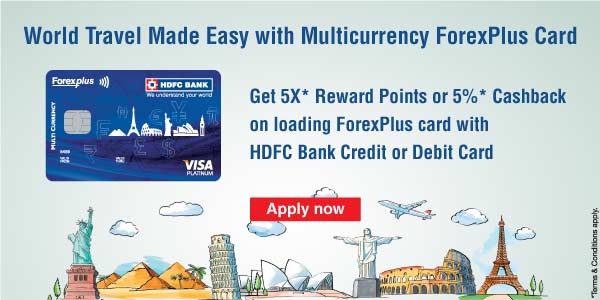 World Travel Made Easy with Multicurrency ForexPlus Card
Forexplus
HDFC BANK
We understand your world
MULTI CURRENCY
VISA
PLATINUM
Get 5X* Reward Points or 5%* Cashback
on loading ForexPlus card with
HDFC Bank Credit or Debit Card
Apply now
*Terms & Conditions apply.